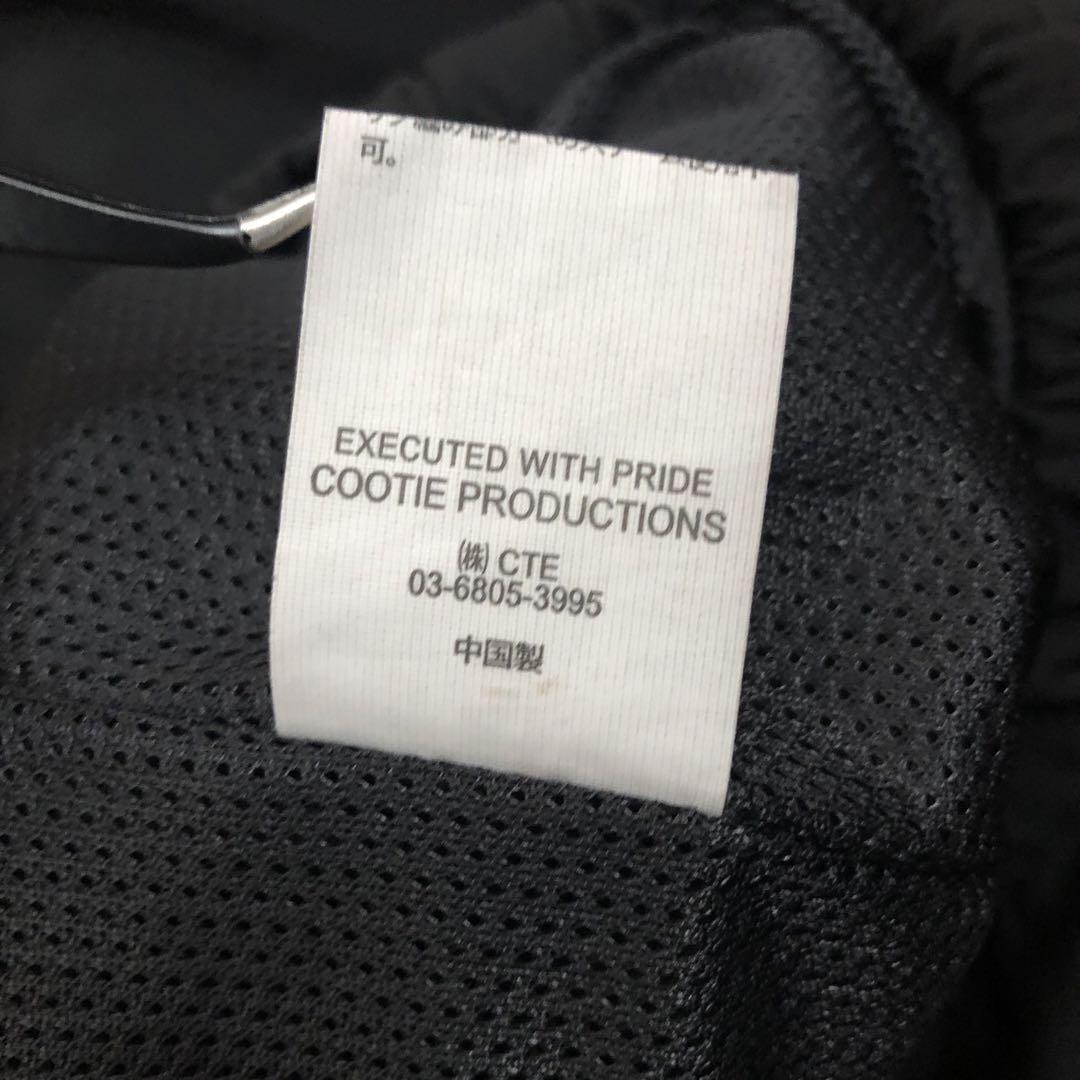 可。
EXECUTED WITH PRIDE
COOTIE PRODUCTIONS
㈱ CTE
03-6805-3995
中国製